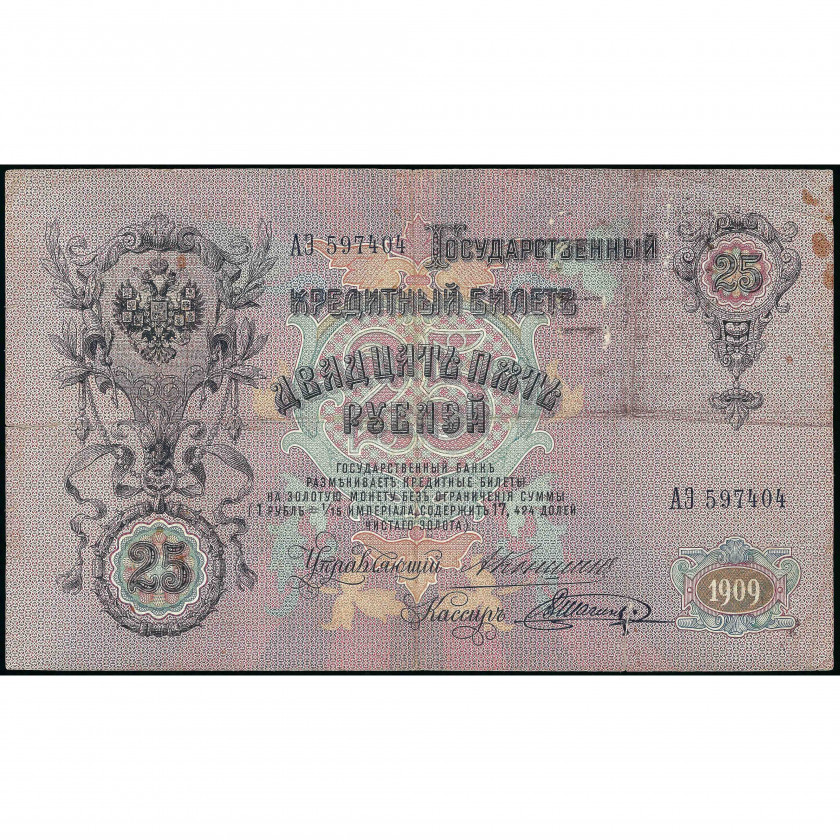 АЭ 597404 Государственный
25
Кредитный Билетъ
25
Двадцать пять
рублей
ГОСУДАРСТВЕННЫЙ БАНКЪ
РАЗМѢНИВАЕТЪ КРЕДИТНЫЕ БИЛЕТЫ
НА ЗОЛОТУЮ МОНЕТУ БЕЗЪ ОГРАНИЧЕНІЯ СУММЫ
(1 РУБЛЬ = 1/15 ИМПЕРІАЛА, СОДЕРЖИТЪ 17, 424 ДОЛЕЙ
ЧИСТАГО ЗОЛОТА).
АЭ 597404
25
Управляющій
1909
Кассиръ